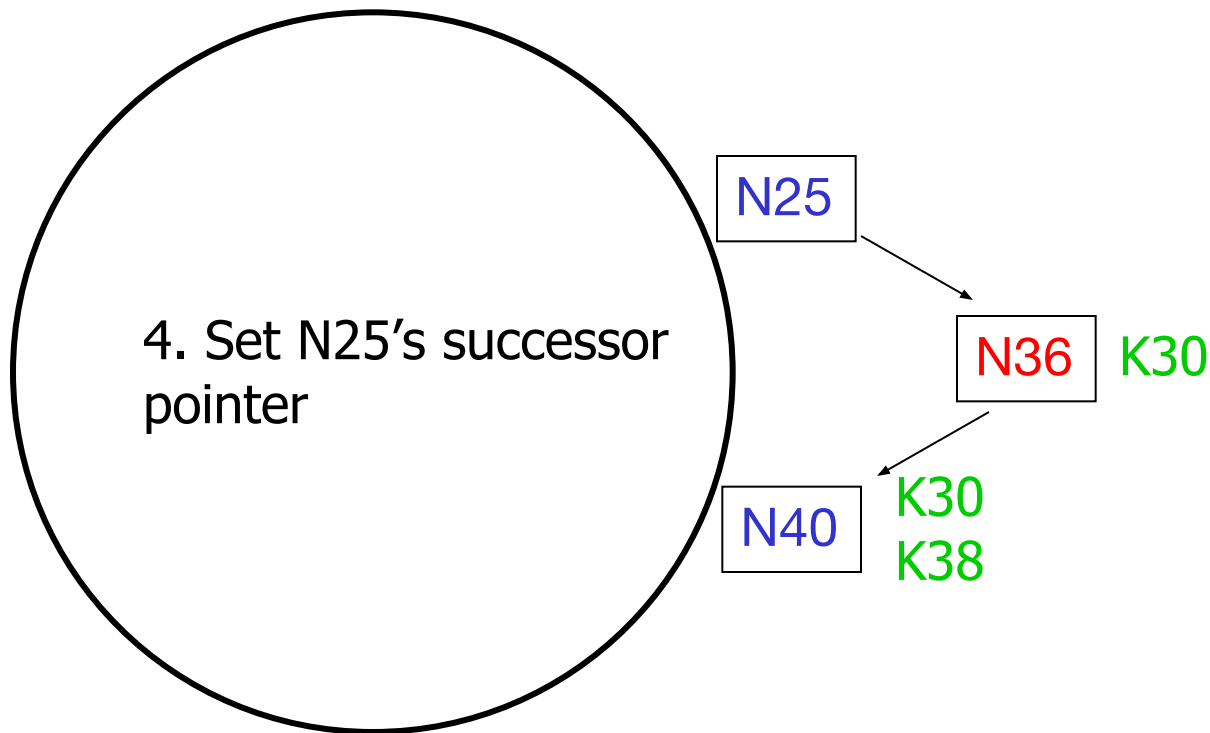 N25
4. Set N25’s successor
pointer
N36
K30
N40
K30
K38